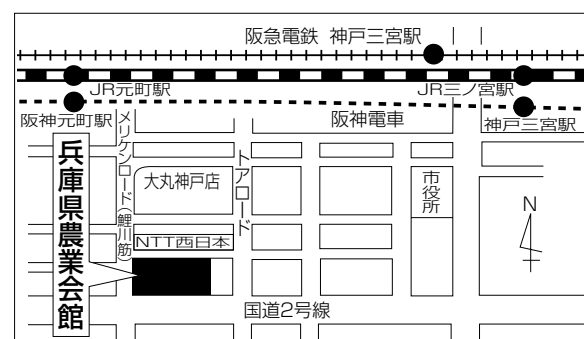 阪急電鉄 神戸三宮駅
JR元町駅
JR三ノ宮駅
阪神元町駅
阪神電車
神戸三宮駅
メリケンロード(鯉川筋)
兵庫県農業会館
大丸神戸店
トアロード
市役所
NTT西日本
N
国道2号線